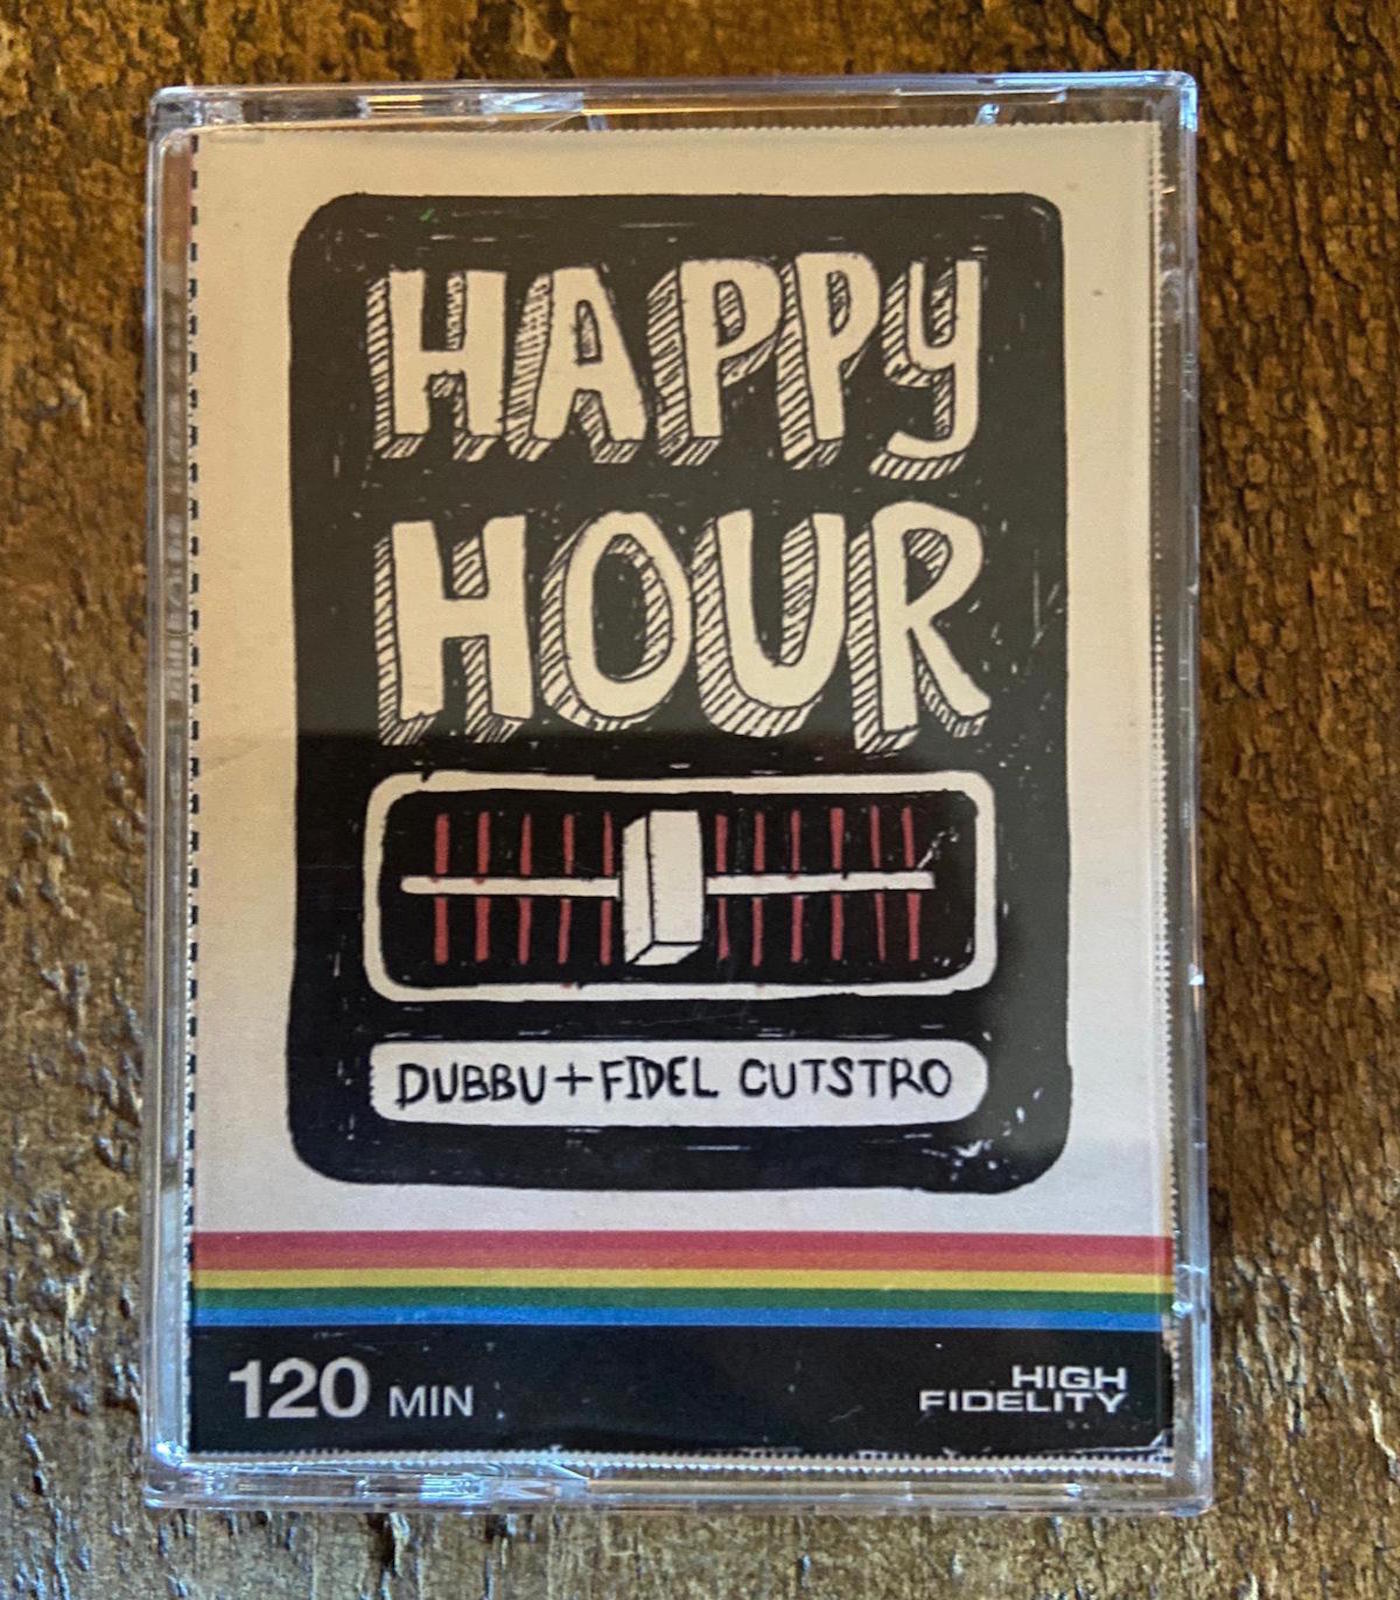 HAPPY
HOUR
DUBBU+FIDEL CUTSTRO
120 MIN
HIGH
FIDELITY